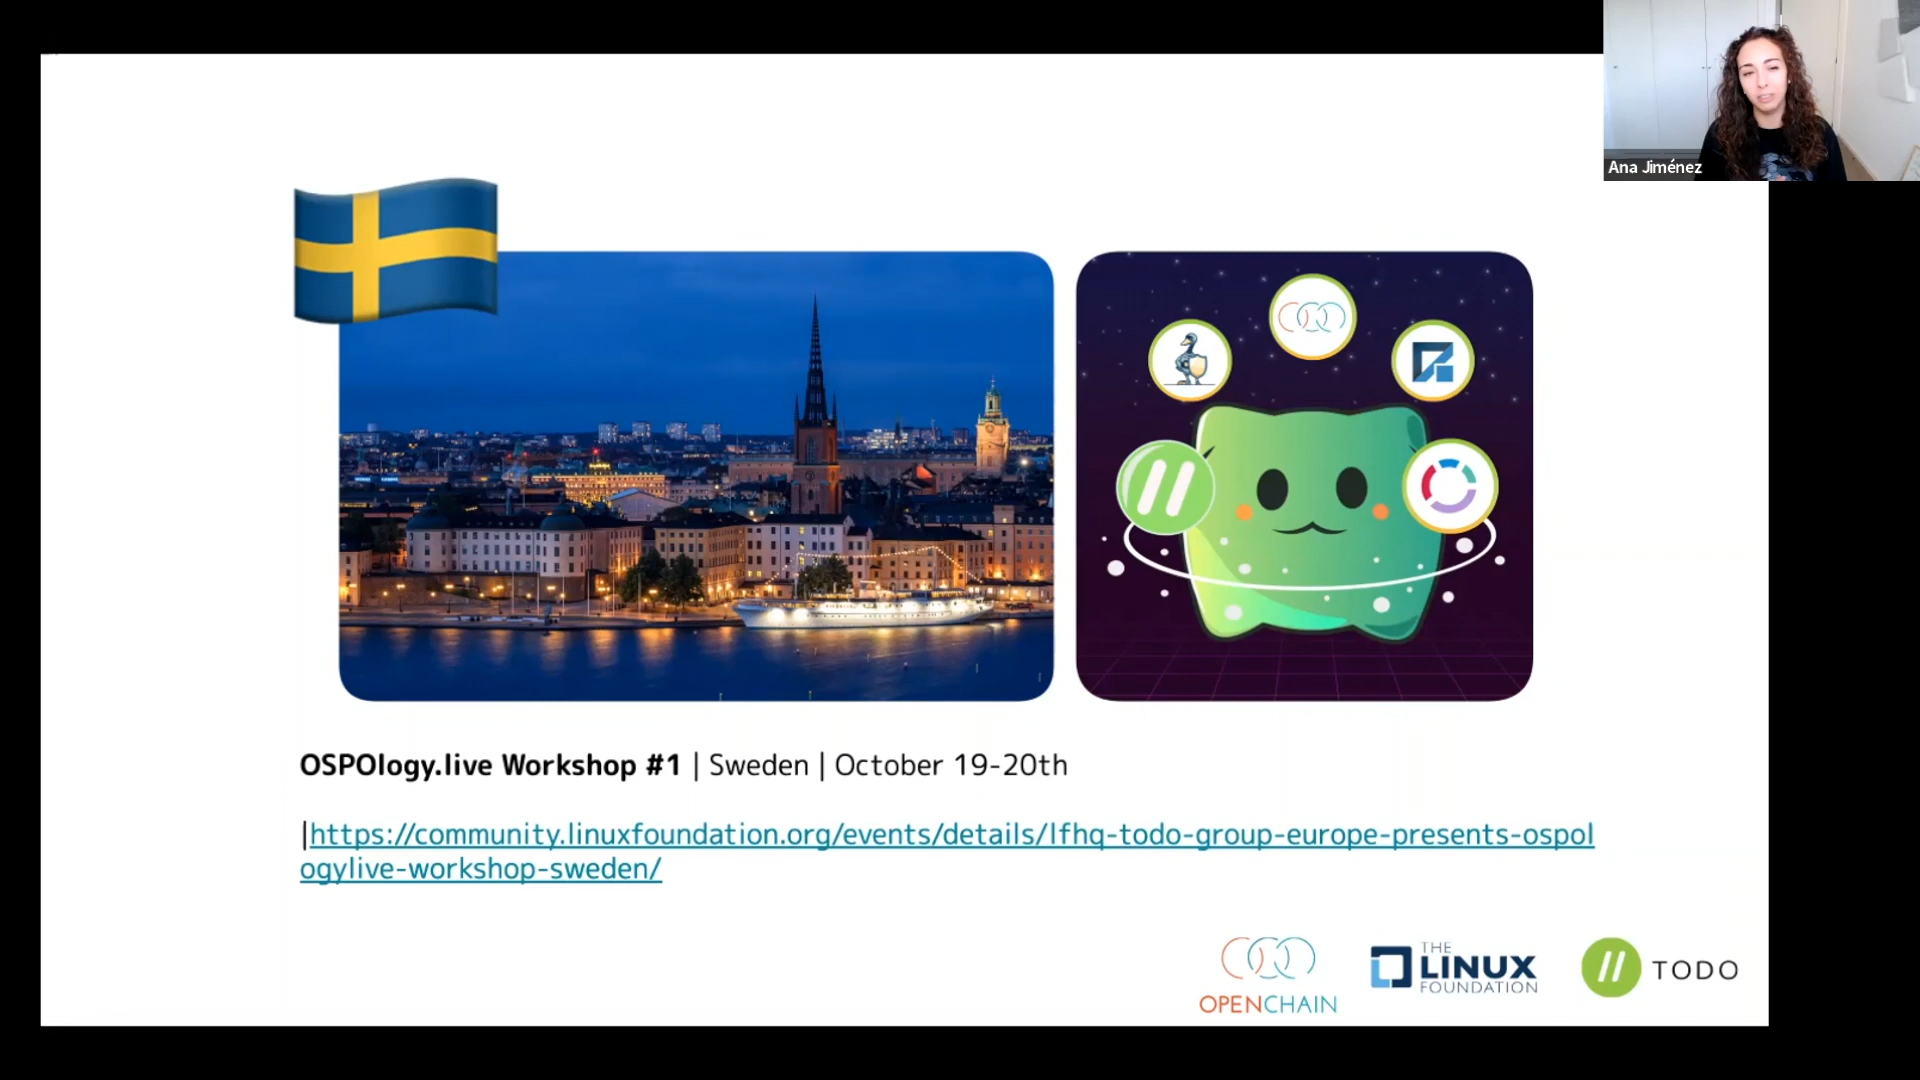 Ana Jiménez
OSPOlogy.live Workshop #1 | Sweden | October 19-20th
|https://community.linuxfoundation.org/events/details/lfhq-todo-group-europe-presents-ospol
ogylive-workshop-sweden/
OPENCHAIN
THE
LINUX
FOUNDATION
TODO